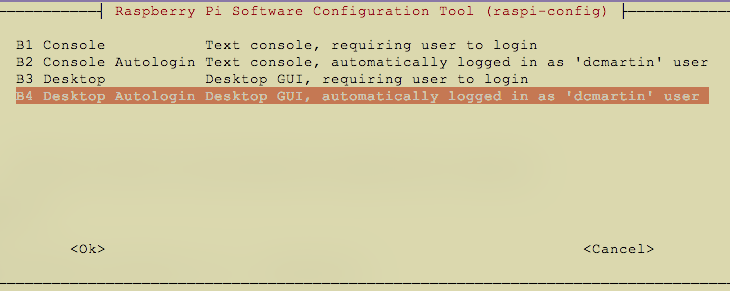 Raspberry Pi Software Configuration Tool (raspi-config)
B1 Console Text console, requiring user to login
B2 Console Autologin Text console, automatically logged in as 'dcmartin' user
B3 Desktop Desktop GUI, requiring user to login
B4 Desktop Autologin Desktop GUI, automatically logged in as 'dcmartin' user
<Ok> <Cancel>